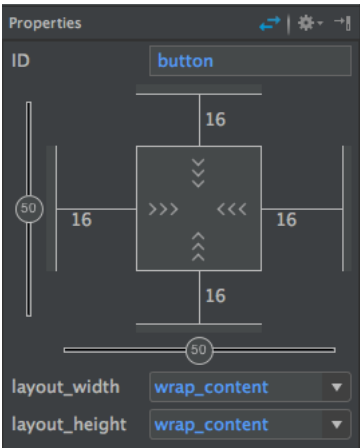 Properties
ID button
16
50
16 16
16
50
layout_width wrap_content
layout_height wrap_content